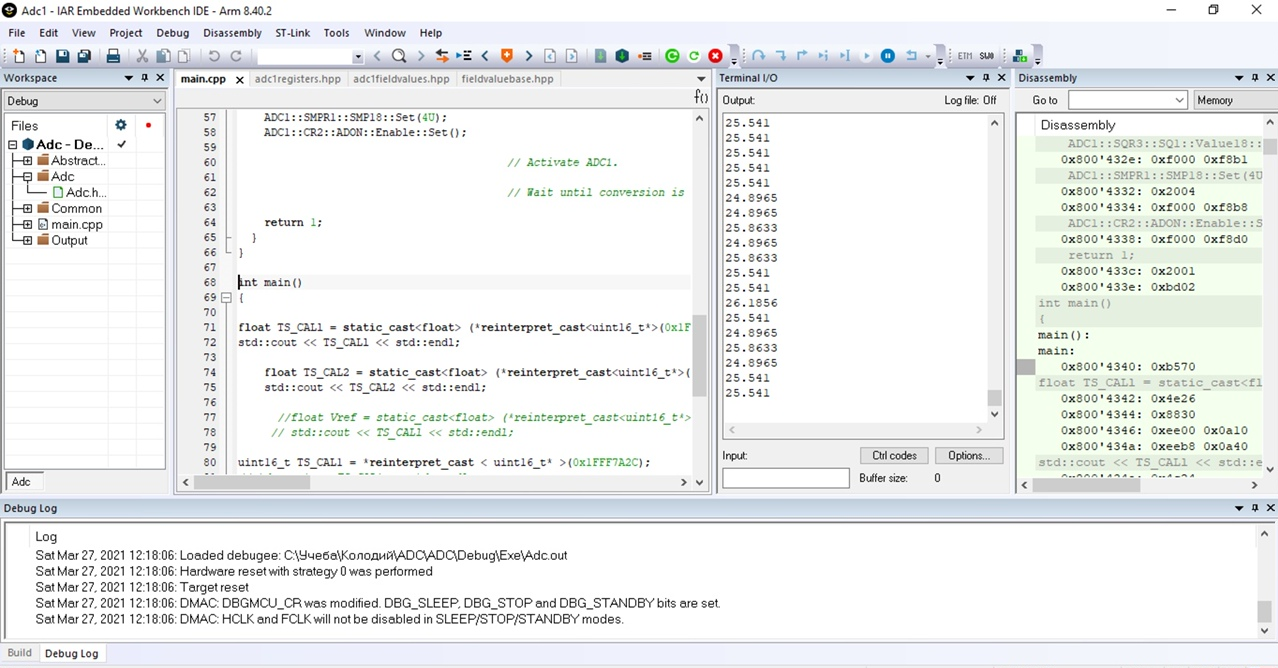 Adc1 - IAR Embedded Workbench IDE - Arm 8.40.2
File Edit View Project Debug Disassembly ST-Link Tools Window Help
ETM SWO
Workspace
Debug
Files
Adc - De...
Abstract...
Adc
Adc.h...
Common
main.cpp
Output
Adc
main.cpp adc1registers.hpp adc1fieldvalues.hpp fieldvaluebase.hpp
f()
57 ADC1::SMPR1::SMP18::Set(4U);
58 ADC1::CR2::ADON::Enable::Set();
59
60 // Activate ADC1.
61
62 // Wait until conversion is
63
64 return 1;
65 }
66 }
67
68 int main()
69 {
70
71 float TS_CAL1 = static_cast<float> (*reinterpret_cast<uint16_t*>(0x1F
72 std::cout << TS_CAL1 << std::endl;
73
74 float TS_CAL2 = static_cast<float> (*reinterpret_cast<uint16_t*>(
75 std::cout << TS_CAL2 << std::endl;
76
77 //float Vref = static_cast<float> (*reinterpret_cast<uint16_t*>
78 // std::cout << TS_CAL1 << std::endl;
79
80 uint16_t TS_CAL1 = *reinterpret_cast < uint16_t* >(0x1FFF7A2C);
Terminal I/O
Output: Log file: Off
25.541
25.541
25.541
25.541
25.541
24.8965
24.8965
25.8633
24.8965
25.8633
25.541
25.541
26.1856
25.541
24.8965
25.8633
24.8965
25.541
25.541
Input: Ctrl codes Options...
Buffer size: 0
Disassembly
Go to Memory
Disassembly
ADC1::SQR3::SQ1::Value18::
0x800'432e: 0xf000 0xf8b1
ADC1::SMPR1::SMP18::Set(4U
0x800'4332: 0x2004
0x800'4334: 0xf000 0xf8b8
ADC1::CR2::ADON::Enable::S
0x800'4338: 0xf000 0xf8d0
return 1;
0x800'433c: 0x2001
0x800'433e: 0xbd02
int main()
{
main():
main:
0x800'4340: 0xb570
float TS_CAL1 = static_cast<fl
0x800'4342: 0x4e26
0x800'4344: 0x8830
0x800'4346: 0xee00 0x0a10
0x800'434a: 0xeeb8 0x0a40
std::cout << TS_CAL1 << std::e
Debug Log
Log
Sat Mar 27, 2021 12:18:06: Loaded debugee: C:\Учеба\Колодий\ADC\ADC\Debug\Exe\Adc.out
Sat Mar 27, 2021 12:18:06: Hardware reset with strategy 0 was performed
Sat Mar 27, 2021 12:18:06: Target reset
Sat Mar 27, 2021 12:18:06: DMAC: DBGMCU_CR was modified. DBG_SLEEP, DBG_STOP and DBG_STANDBY bits are set.
Sat Mar 27, 2021 12:18:06: DMAC: HCLK and FCLK will not be disabled in SLEEP/STOP/STANDBY modes.
Build Debug Log